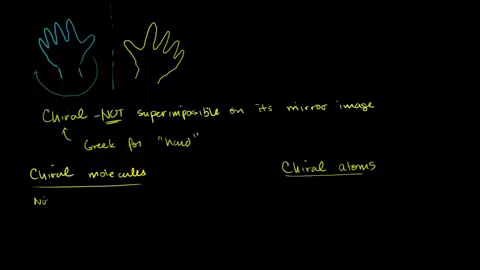 Chiral - NOT superimposible on its mirror image
Greek for "hand"
Chiral molecules
Chiral atoms